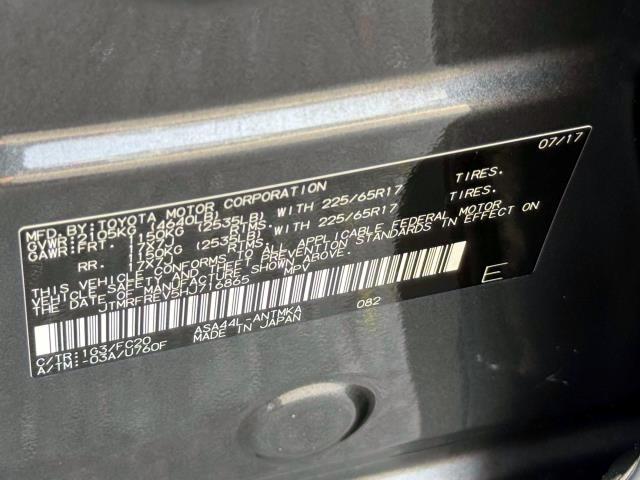 07/17
MFD.BY:TOYOTA MOTOR CORPORATION
GVWR:2105KG (4640LB)
GAWR:FRT. 1150KG (2535LB) WITH 225/65R17 TIRES.
17X7J RIMS.
RR. 1150KG (2535LB) WITH 225/65R17 TIRES.
17X7J RIMS.
THIS VEHICLE CONFORMS TO ALL APPLICABLE FEDERAL MOTOR
VEHICLE SAFETY AND THEFT PREVENTION STANDARDS IN EFFECT ON
THE DATE OF MANUFACTURE SHOWN ABOVE.
JTMRFREV5HJ716865 MPV
E
C/TR:1G3/FC20 ASA44L-ANTMKA 082
A/TM:-03A/U760F MADE IN JAPAN